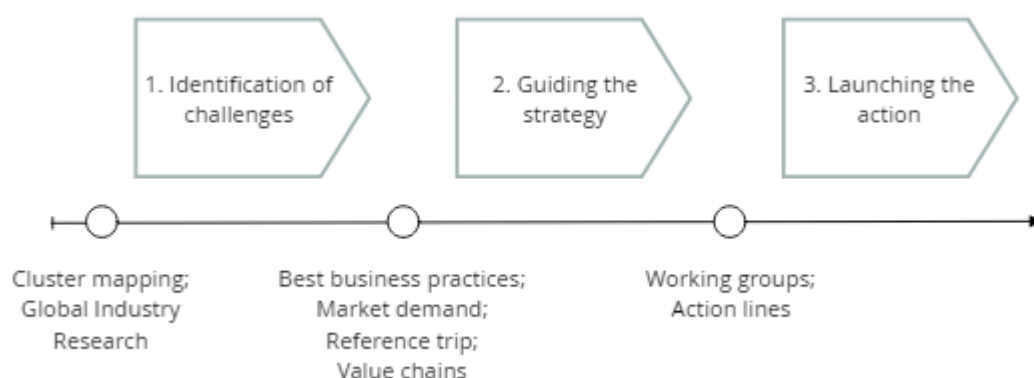 1. Identification of
challenges
2. Guiding the
strategy
3. Launching the
action
Cluster mapping;
Global Industry
Research
Best business practices;
Market demand;
Reference trip;
Value chains
Working groups;
Action lines